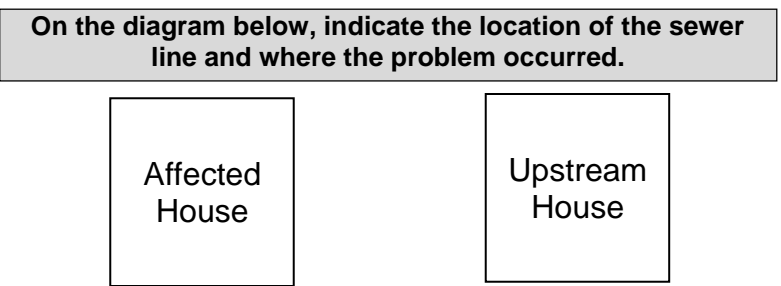 On the diagram below, indicate the location of the sewer
line and where the problem occurred.
Affected
House
Upstream
House